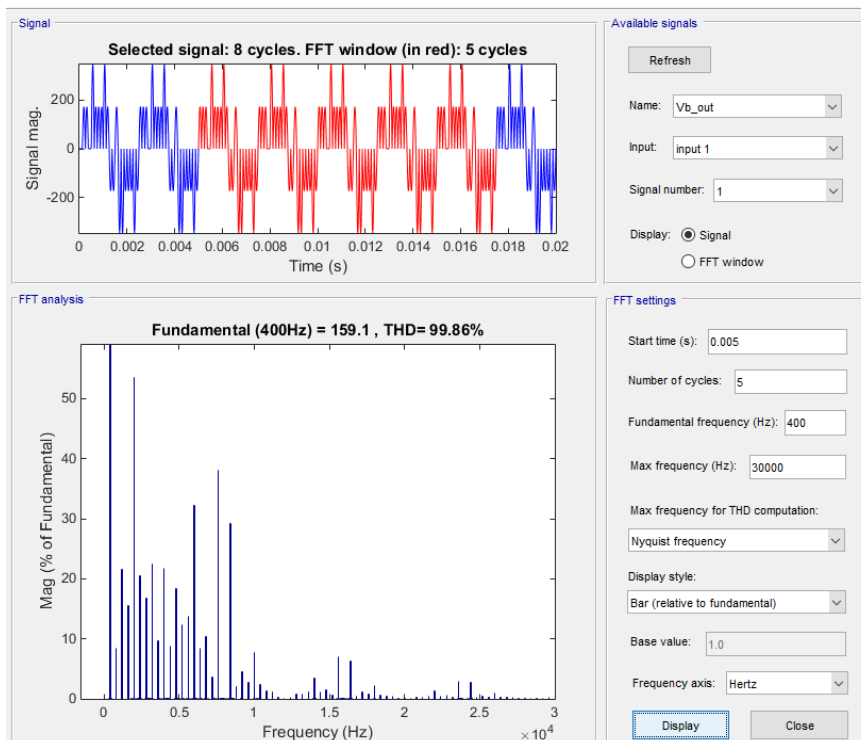 Signal
Selected signal: 8 cycles. FFT window (in red): 5 cycles
Signal mag.
200
0
-200
0 0.002 0.004 0.006 0.008 0.01 0.012 0.014 0.016 0.018 0.02
Time (s)
Available signals
Refresh
Name: Vb_out
Input: input 1
Signal number: 1
Display: Signal
FFT window
FFT analysis
Fundamental (400Hz) = 159.1 , THD= 99.86%
Mag (% of Fundamental)
50
40
30
20
10
0
0 0.5 1 1.5 2 2.5 3
Frequency (Hz)
×10^4
FFT settings
Start time (s): 0.005
Number of cycles: 5
Fundamental frequency (Hz): 400
Max frequency (Hz): 30000
Max frequency for THD computation:
Nyquist frequency
Display style:
Bar (relative to fundamental)
Base value: 1.0
Frequency axis: Hertz
Display Close